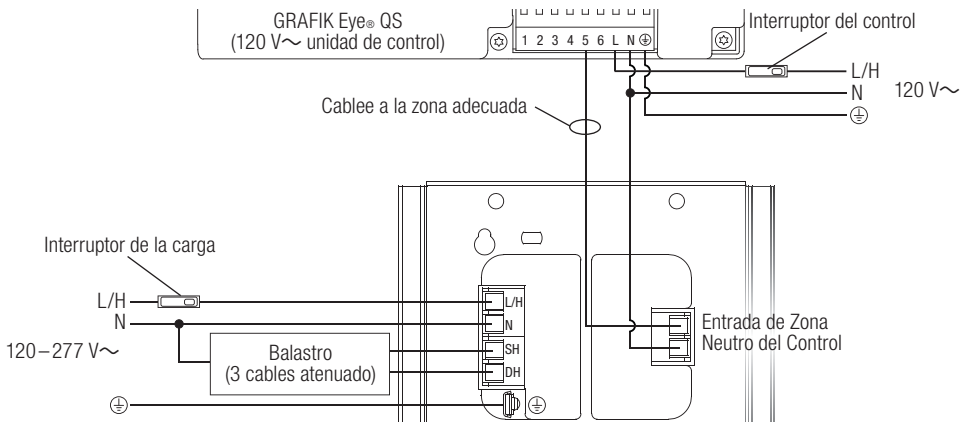 GRAFIK Eye® QS
(120 V~ unidad de control)
1 2 3 4 5 6 L N
Interruptor del control
L/H
N
120 V~
Cablee a la zona adecuada
Interruptor de la carga
L/H
N
120–277 V~
Balastro
(3 cables atenuado)
L/H
N
SH
DH
Entrada de Zona
Neutro del Control